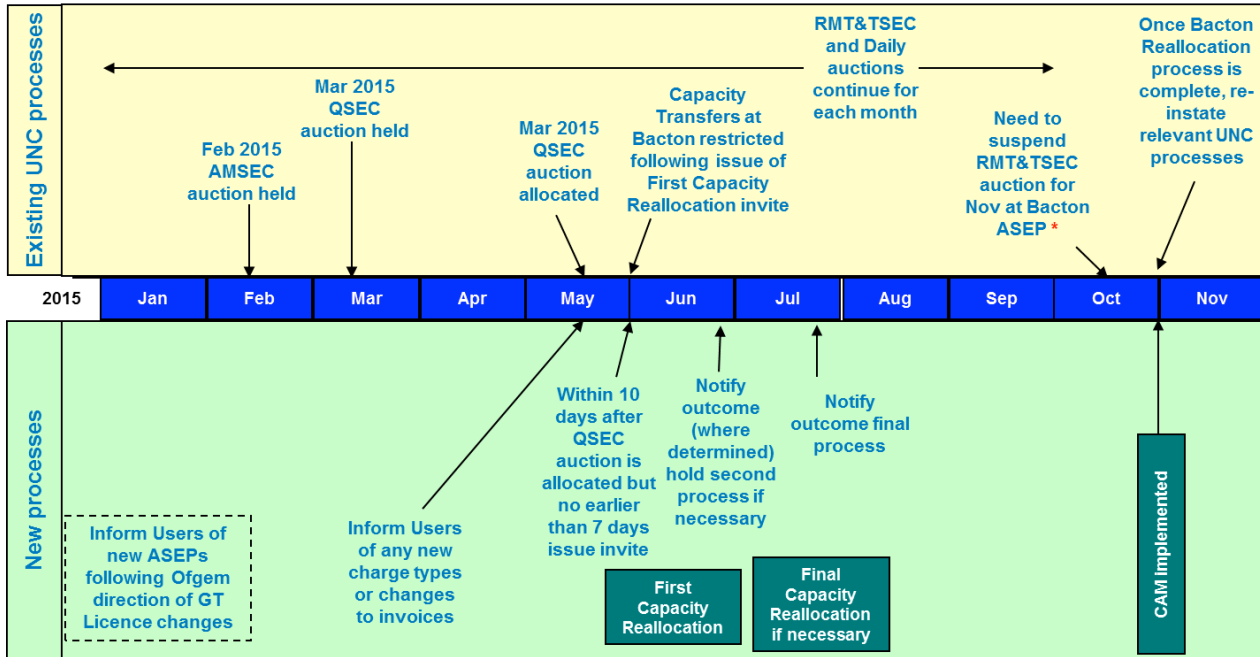 Existing UNC processes
Feb 2015
AMSEC
auction held
Mar 2015
QSEC
auction held
Mar 2015
QSEC
auction
allocated
Capacity
Transfers at
Bacton restricted
following issue of
First Capacity
Reallocation invite
RMT&TSEC
and Daily
auctions
continue for
each month
Need to
suspend
RMT&TSEC
auction for
Nov at Bacton
ASEP *
Once Bacton
Reallocation
process is
complete, re-
instate
relevant UNC
processes
2015 Jan Feb Mar Apr May Jun Jul Aug Sep Oct Nov
New processes
Inform Users of
new ASEPs
following Ofgem
direction of GT
Licence changes
Inform Users
of any new
charge types
or changes
to invoices
Within 10
days after
QSEC
auction is
allocated but
no earlier
than 7 days
issue invite
Notify
outcome
(where
determined)
hold second
process if
necessary
Notify
outcome final
process
First
Capacity
Reallocation
Final
Capacity
Reallocation
if necessary
CAM Implemented